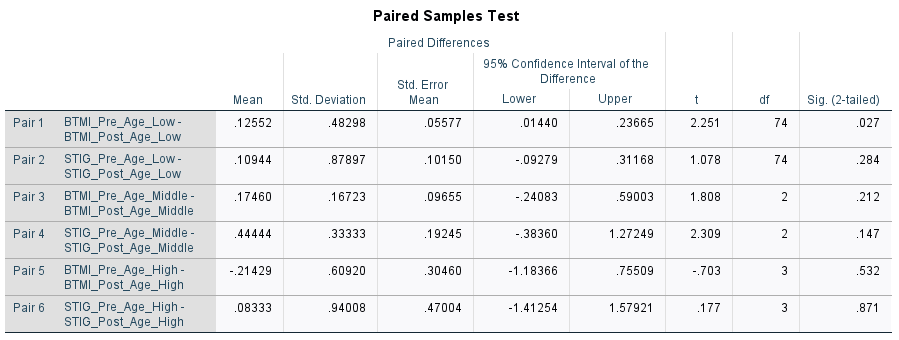 Paired Samples Test
Paired Differences
95% Confidence Interval of the
Difference
Std. Error
Mean Std. Deviation Mean Lower Upper t df Sig. (2-tailed)
Pair 1 BTMI_Pre_Age_Low - .12552 .48298 .05577 .01440 .23665 2.251 74 .027
BTMI_Post_Age_Low
Pair 2 STIG_Pre_Age_Low - .10944 .87897 .10150 -.09279 .31168 1.078 74 .284
STIG_Post_Age_Low
Pair 3 BTMI_Pre_Age_Middle - .17460 .16723 .09655 -.24083 .59003 1.808 2 .212
BTMI_Post_Age_Middle
Pair 4 STIG_Pre_Age_Middle - .44444 .33333 .19245 -.38360 1.27249 2.309 2 .147
STIG_Post_Age_Middle
Pair 5 BTMI_Pre_Age_High - -.21429 .60920 .30460 -1.18366 .75509 -.703 3 .532
BTMI_Post_Age_High
Pair 6 STIG_Pre_Age_High - .08333 .94008 .47004 -1.41254 1.57921 .177 3 .871
STIG_Post_Age_High